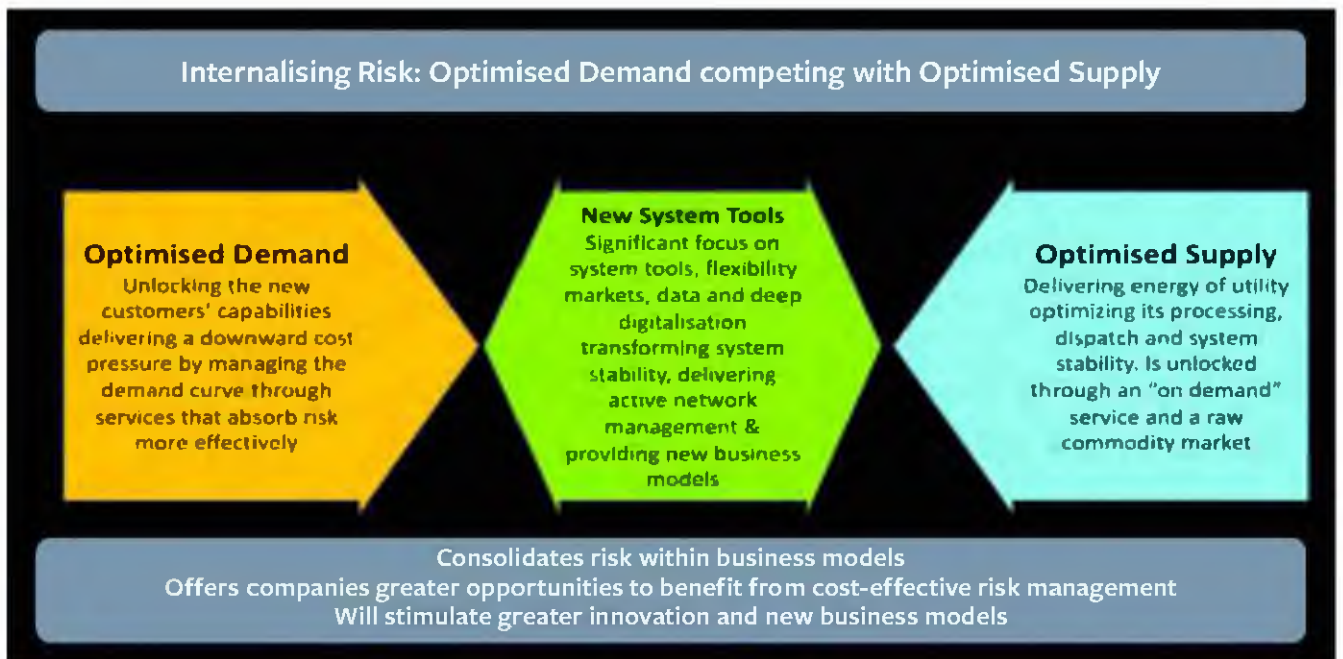 Internalising Risk: Optimised Demand competing with Optimised Supply
Optimised Demand
Unlocking the new
customers' capabilities
delivering a downward cost
pressure by managing the
demand curve through
services that absorb risk
more effectively
New System Tools
Significant focus on
system tools, flexibility
markets, data and deep
digitalisation
transforming system
stability, delivering
active network
management &
providing new business
models
Optimised Supply
Delivering energy of utility
optimizing its processing,
dispatch and system
stability. Is unlocked
through an "on demand"
service and a raw
commodity market
Consolidates risk within business models
Offers companies greater opportunities to benefit from cost-effective risk management
Will stimulate greater innovation and new business models